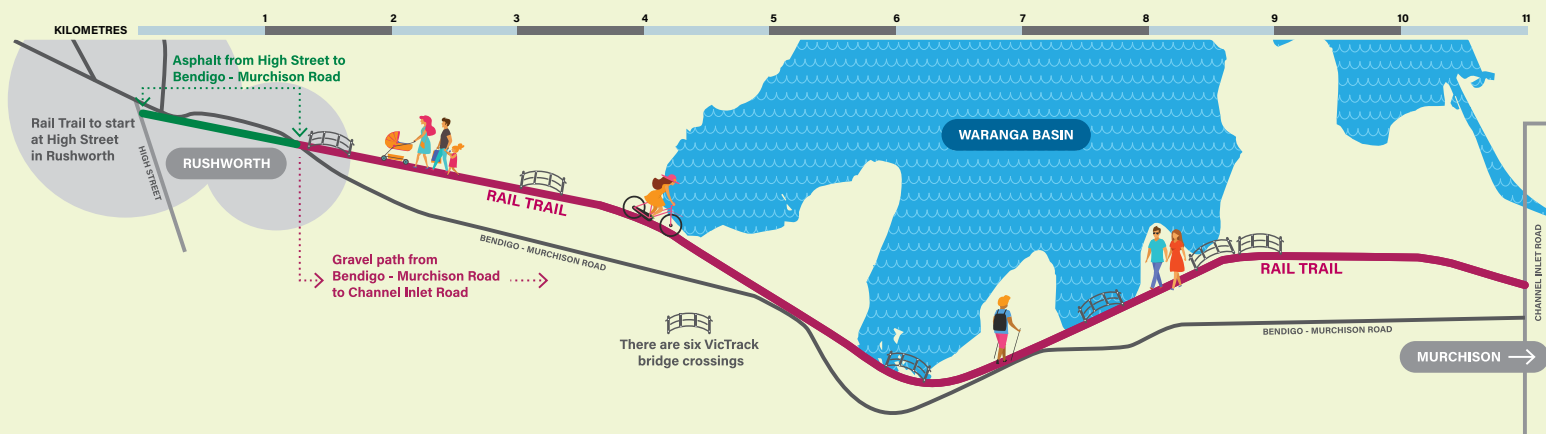 KILOMETRES
1 2 3 4 5 6 7 8 9 10 11
Asphalt from High Street to
Bendigo - Murchison Road
Rail Trail to start
at High Street
in Rushworth
HIGH STREET
RUSHWORTH
RAIL TRAIL
BENDIGO - MURCHISON ROAD
Gravel path from
Bendigo - Murchison Road
to Channel Inlet Road
There are six VicTrack
bridge crossings
WARANGA BASIN
RAIL TRAIL
BENDIGO - MURCHISON ROAD
CHANNEL INLET ROAD
MURCHISON